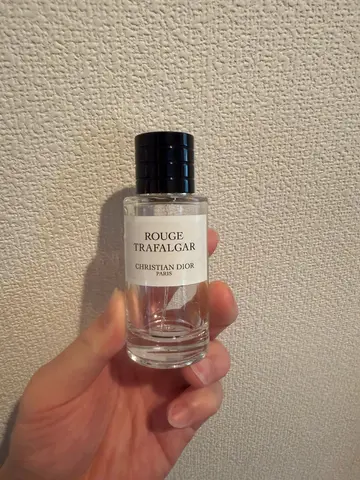 ROUGE
TRAFALGAR
CHRISTIAN DIOR
PARIS